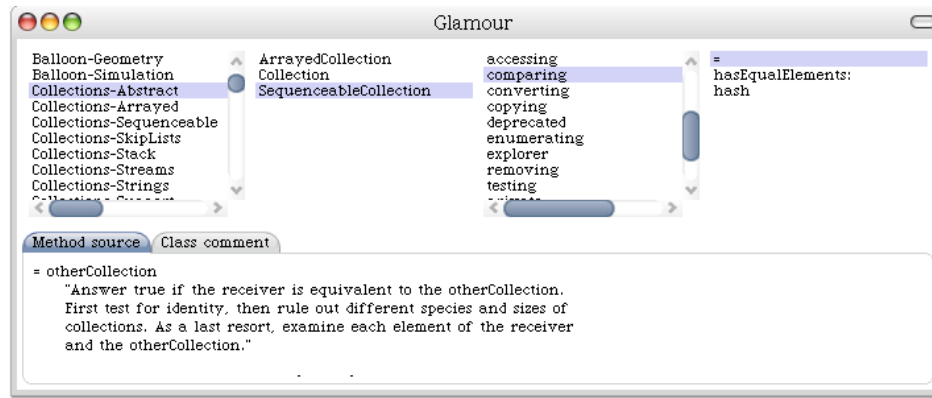 Glamour
Balloon-Geometry
Balloon-Simulation
Collections-Abstract
Collections-Arrayed
Collections-Sequenceable
Collections-SkipLists
Collections-Stack
Collections-Streams
Collections-Strings
ArrayedCollection
Collection
SequenceableCollection
accessing
comparing
converting
copying
deprecated
enumerating
explorer
removing
testing
=
hasEqualElements:
hash
Method source
Class comment
= otherCollection
"Answer true if the receiver is equivalent to the otherCollection.
First test for identity, then rule out different species and sizes of
collections. As a last resort, examine each element of the receiver
and the otherCollection."